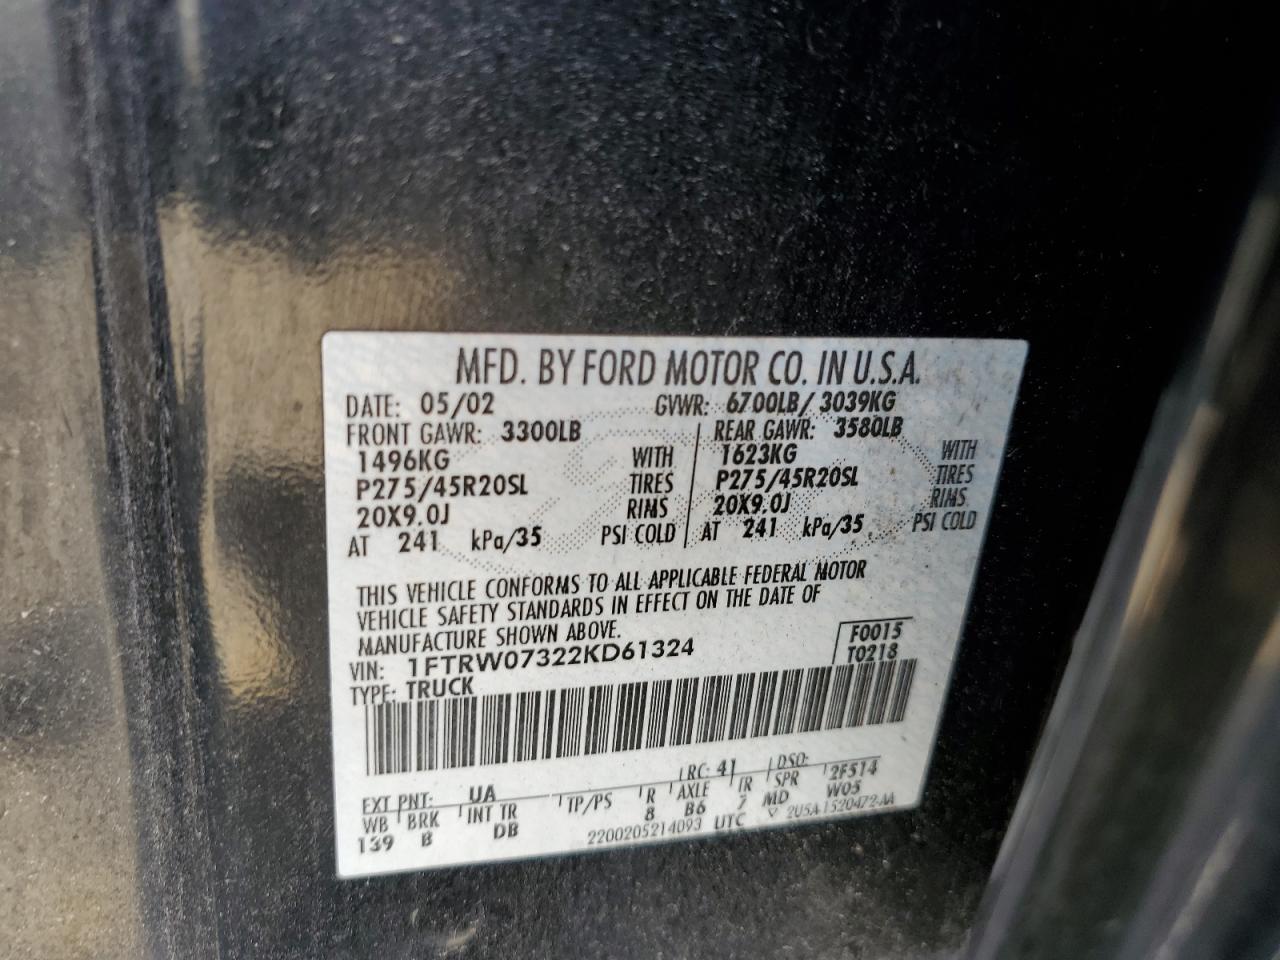 MFD. BY FORD MOTOR CO. IN U.S.A.
DATE: 05/02 GVWR: 6700LB/ 3039KG
FRONT GAWR: 3300LB REAR GAWR: 3580LB
1496KG WITH 1623KG WITH
P275/45R20SL TIRES P275/45R20SL TIRES
20X9.0J RIMS 20X9.0J RIMS
AT 241 kPa/35 PSI COLD AT 241 kPa/35 PSI COLD
THIS VEHICLE CONFORMS TO ALL APPLICABLE FEDERAL MOTOR
VEHICLE SAFETY STANDARDS IN EFFECT ON THE DATE OF
MANUFACTURE SHOWN ABOVE.
VIN: 1FTRW07322KD61324 F0015
TYPE: TRUCK T0218
EXT PNT: UA RC: 41 DSO:
WB BRK INT TR TP/PS R AXLE TR SPR 2F514
139 B DB 8 B6 7 MD W05
2200205214093 UTC 2U5A-1520472-AA